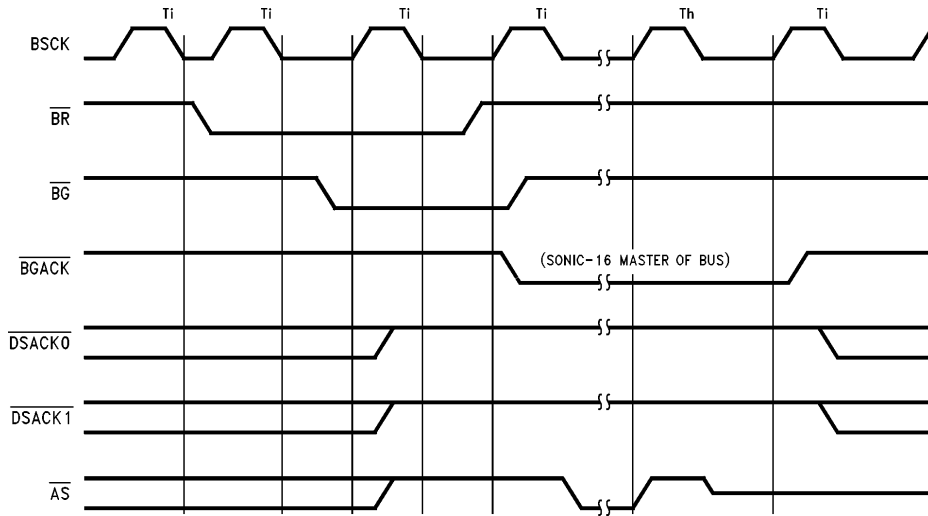 Ti Ti Ti Ti Th Ti
BSCK
BR
BG
BGACK (SONIC-16 MASTER OF BUS)
DSACK0
DSACK1
AS